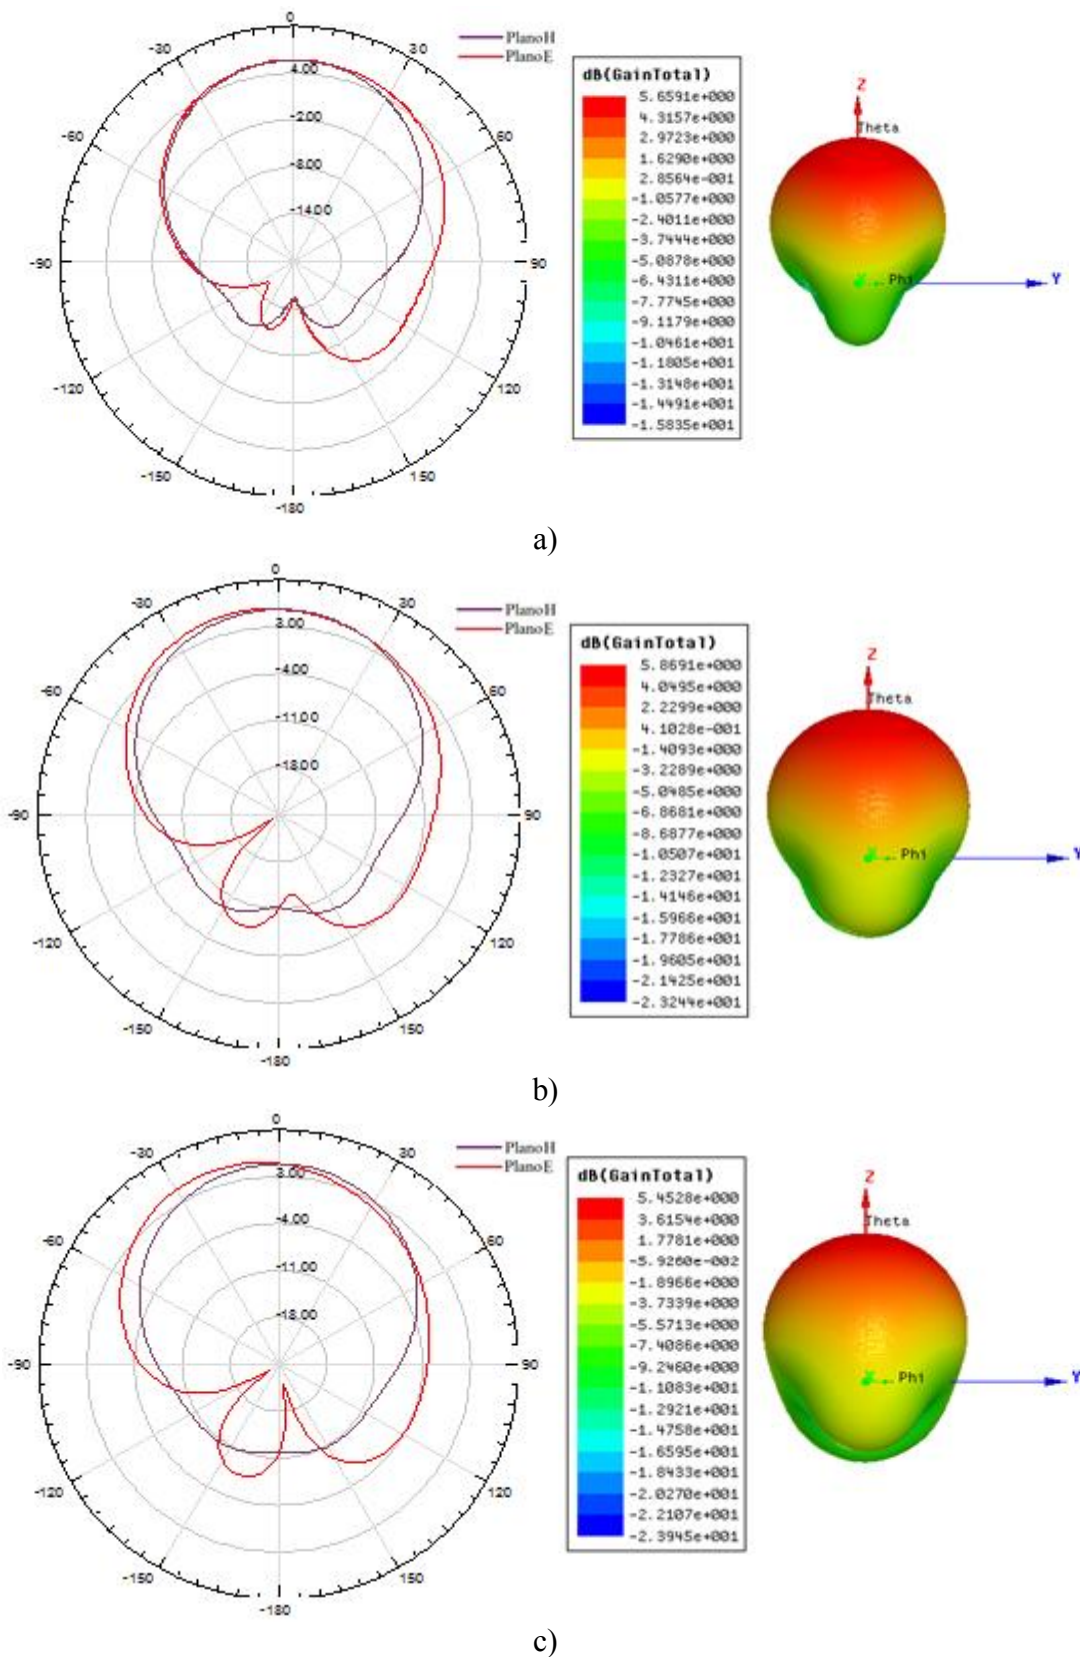 0
-30
30
PlanoH
PlanoE
4.00
-60
60
-2.00
-8.00
-14.00
-90
90
-120
120
-150
150
-180
dB(GainTotal)
5.6591e+000
4.3157e+000
2.9723e+000
1.6290e+000
2.8564e-001
-1.0577e+000
-2.4011e+000
-3.7444e+000
-5.0878e+000
-6.4311e+000
-7.7745e+000
-9.1179e+000
-1.0461e+001
-1.1805e+001
-1.3148e+001
-1.4491e+001
-1.5835e+001
Z
Theta
Phi
Y
a)
0
-30
30
PlanoH
PlanoE
3.00
-60
60
-4.00
-11.00
-18.00
-90
90
-120
120
-150
150
-180
dB(GainTotal)
5.8691e+000
4.0495e+000
2.2299e+000
4.1028e-001
-1.4093e+000
-3.2289e+000
-5.0485e+000
-6.8681e+000
-8.6877e+000
-1.0507e+001
-1.2327e+001
-1.4146e+001
-1.5966e+001
-1.7786e+001
-1.9605e+001
-2.1425e+001
-2.3244e+001
Z
Theta
Phi
Y
b)
0
-30
30
PlanoH
PlanoE
3.00
-60
60
-4.00
-11.00
-18.00
-90
90
-120
120
-150
150
-180
dB(GainTotal)
5.4528e+000
3.6154e+000
1.7781e+000
-5.9260e-002
-1.8966e+000
-3.7339e+000
-5.5713e+000
-7.4086e+000
-9.2460e+000
-1.1083e+001
-1.2921e+001
-1.4758e+001
-1.6595e+001
-1.8433e+001
-2.0270e+001
-2.2107e+001
-2.3945e+001
Z
Theta
Phi
Y
c)